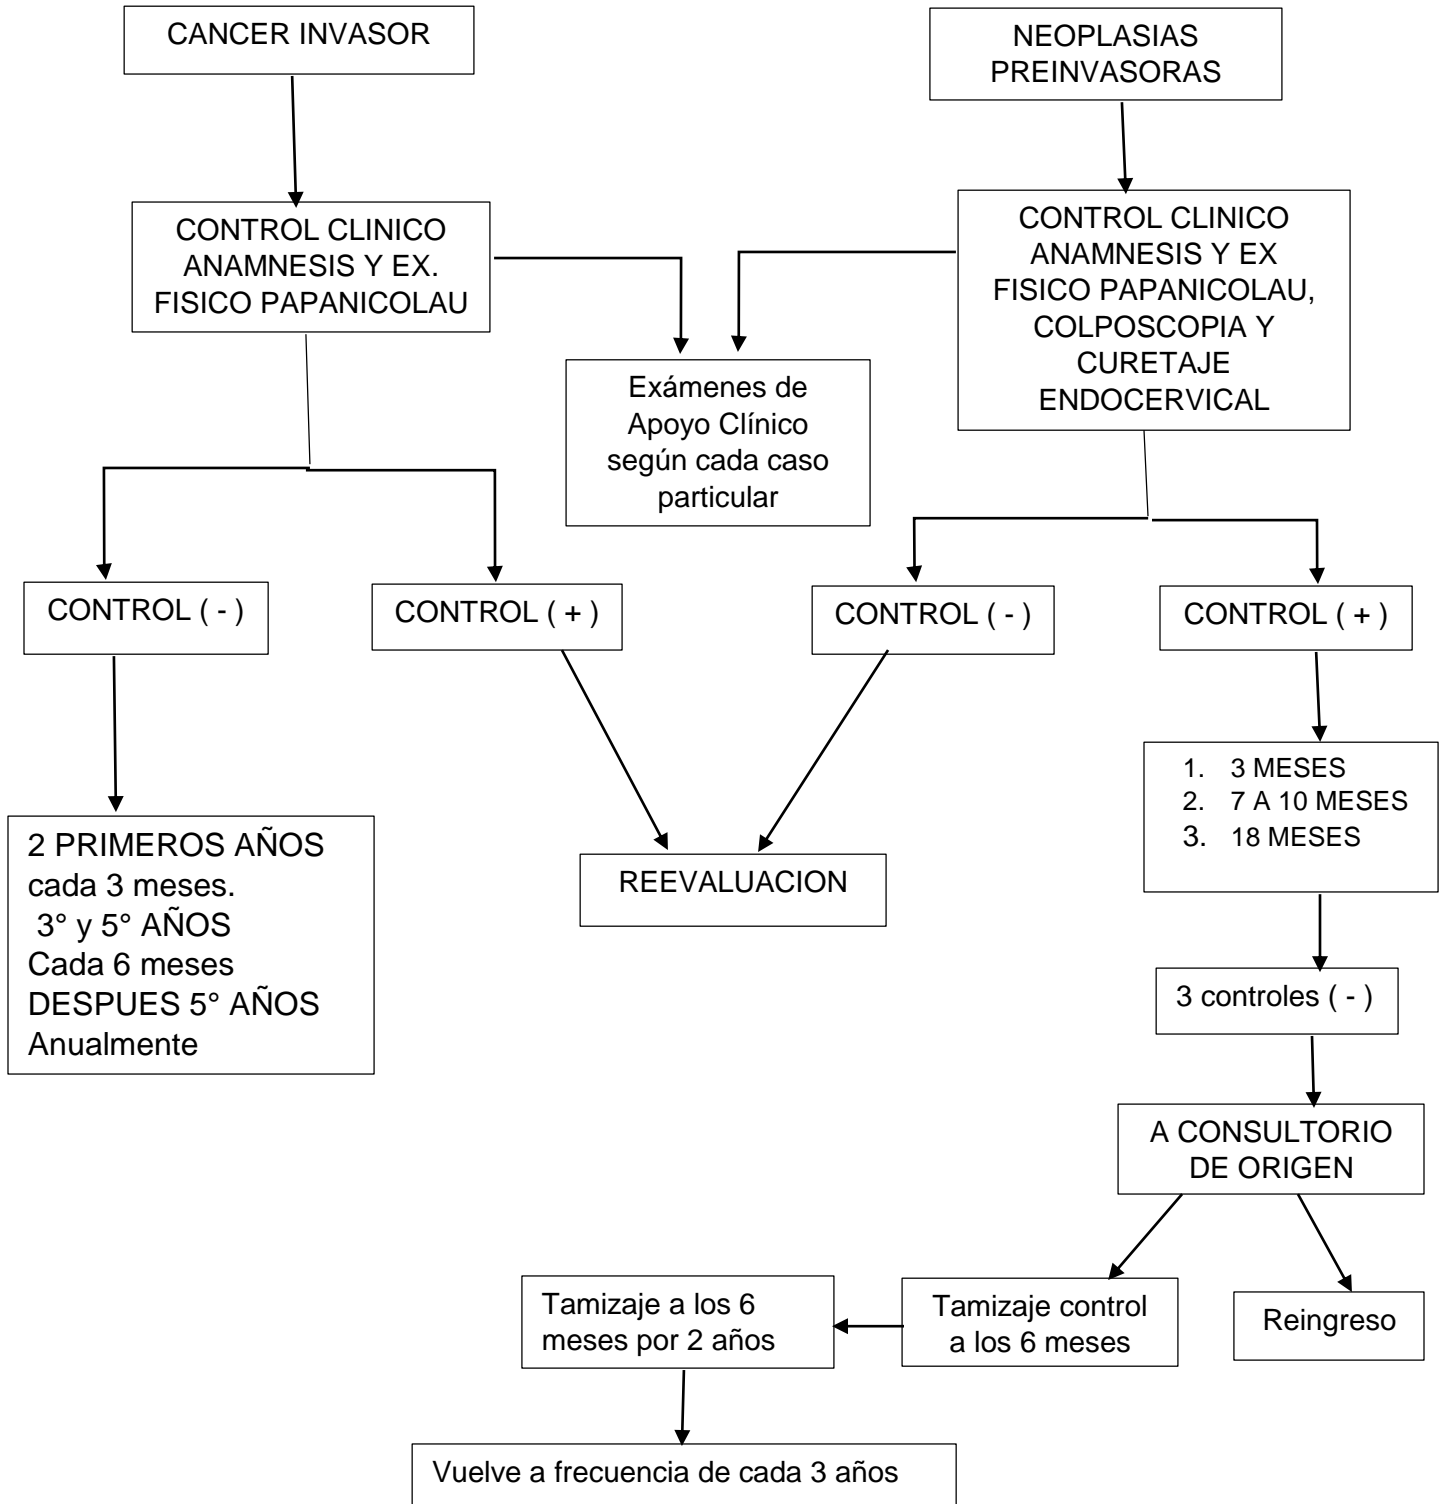 CANCER INVASOR
NEOPLASIAS
PREINVASORAS
CONTROL CLINICO
ANAMNESIS Y EX.
FISICO PAPANICOLAU
CONTROL CLINICO
ANAMNESIS Y EX
FISICO PAPANICOLAU,
COLPOSCOPIA Y
CURETAJE
ENDOCERVICAL
Exámenes de
Apoyo Clínico
según cada caso
particular
CONTROL ( - )
CONTROL ( + )
CONTROL ( - )
CONTROL ( + )
1. 3 MESES
2. 7 A 10 MESES
3. 18 MESES
2 PRIMEROS AÑOS
cada 3 meses.
3° y 5° AÑOS
Cada 6 meses
DESPUES 5° AÑOS
Anualmente
REEVALUACION
3 controles ( - )
A CONSULTORIO
DE ORIGEN
Tamizaje a los 6
meses por 2 años
Tamizaje control
a los 6 meses
Reingreso
Vuelve a frecuencia de cada 3 años